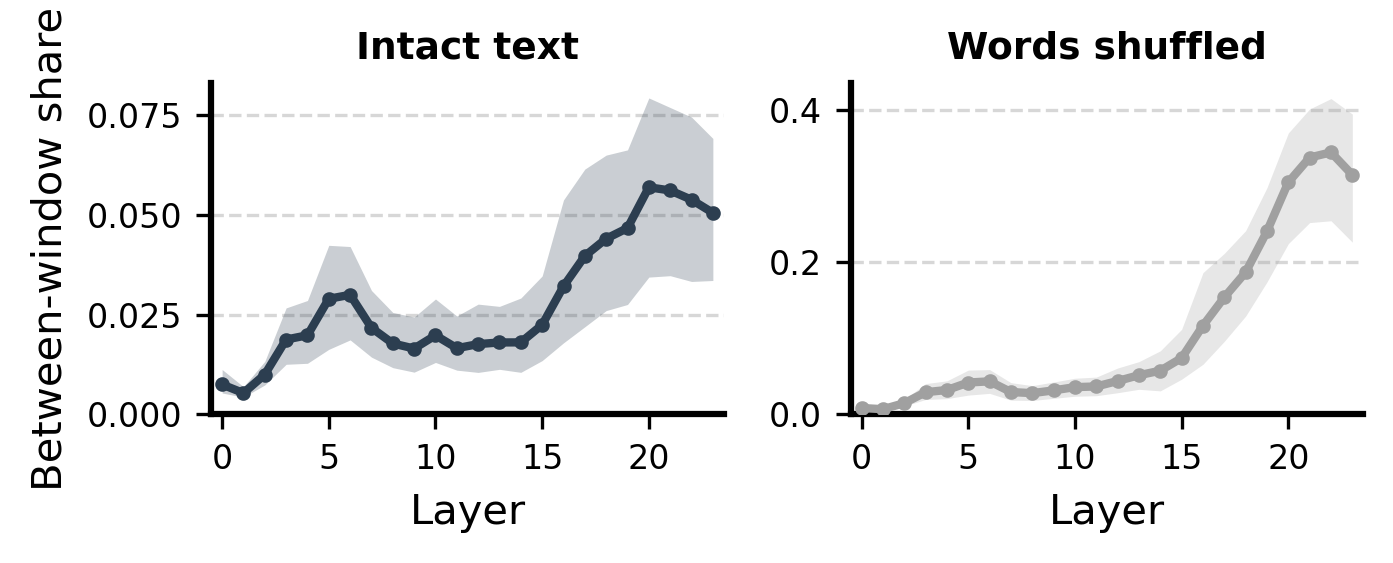 Intact text
Words shuffled
Between-window share
0.075
0.050
0.025
0.000
0 5 10 15 20
Layer
0.4
0.2
0.0
0 5 10 15 20
Layer